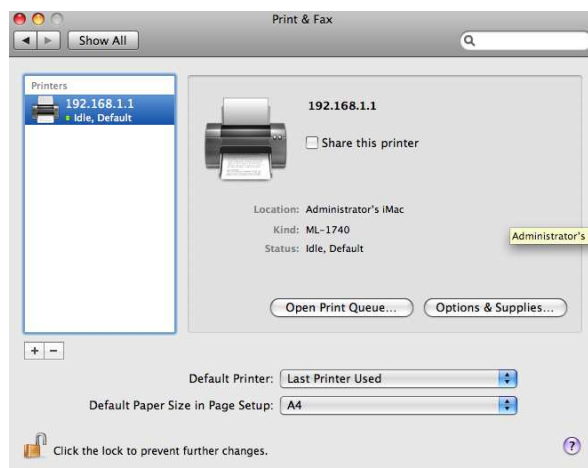 Print & Fax
Show All
Printers
192.168.1.1
Idle, Default
192.168.1.1
Share this printer
Location: Administrator's iMac
Kind: ML-1740
Status: Idle, Default
Administrator's
Open Print Queue...
Options & Supplies...
+ −
Default Printer: Last Printer Used
Default Paper Size in Page Setup: A4
Click the lock to prevent further changes.
?